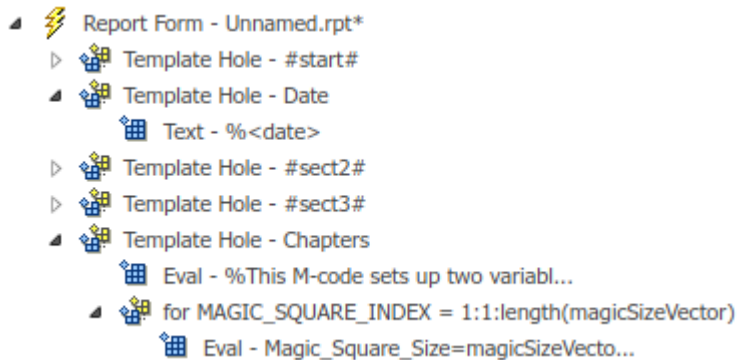 Report Form - Unnamed.rpt*
Template Hole - #start#
Template Hole - Date
Text - %<date>
Template Hole - #sect2#
Template Hole - #sect3#
Template Hole - Chapters
Eval - %This M-code sets up two variabl...
for MAGIC_SQUARE_INDEX = 1:1:length(magicSizeVector)
Eval - Magic_Square_Size=magicSizeVecto...